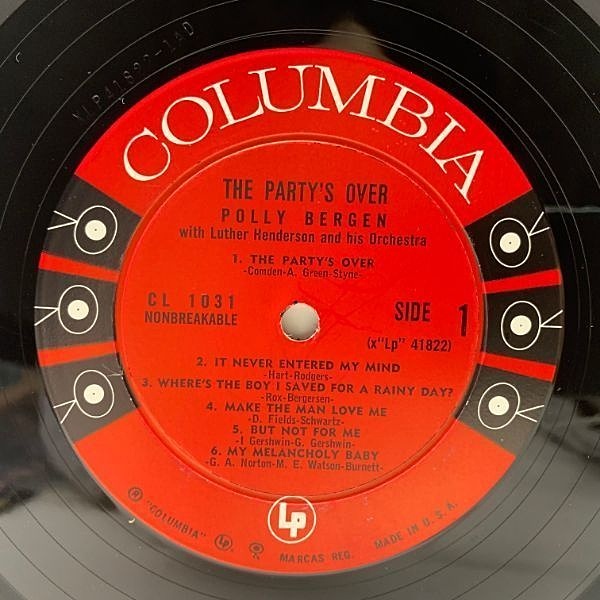 XLP41822-1AD
COLUMBIA
THE PARTY'S OVER
POLLY BERGEN
with Luther Henderson and his Orchestra
1. THE PARTY'S OVER
-Comden-A. Green-Styne-
CL 1031
NONBREAKABLE
SIDE 1
(x"Lp" 41822)
2. IT NEVER ENTERED MY MIND
-Hart-Rodgers-
3. WHERE'S THE BOY I SAVED FOR A RAINY DAY?
-Rox-Bergersen-
4. MAKE THE MAN LOVE ME
-D. Fields-Schwartz-
5. BUT NOT FOR ME
-I Gershwin-G. Gershwin-
6. MY MELANCHOLY BABY
-G. A. Norton-M. E. Watson-Burnett-
Lp
® "COLUMBIA" Lp. MARCAS REG. MADE IN U.S.A.